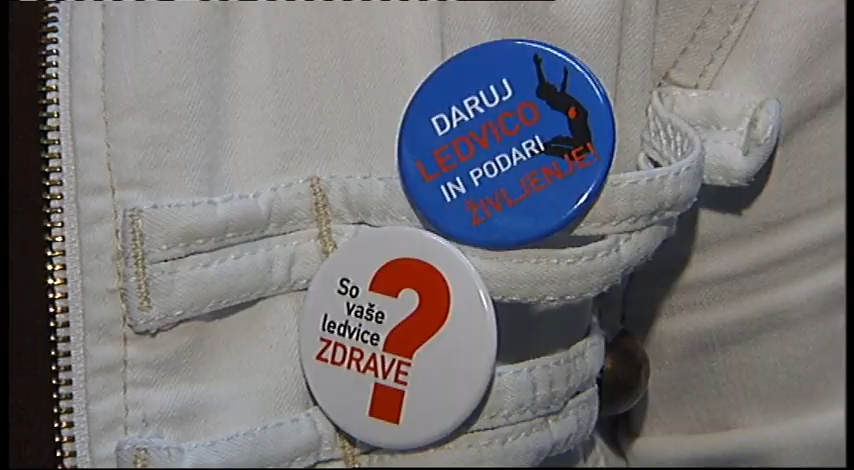 DARUJ
LEDVICO
IN PODARI
ŽIVLJENJE!
So
vaše
ledvice
ZDRAVE
?